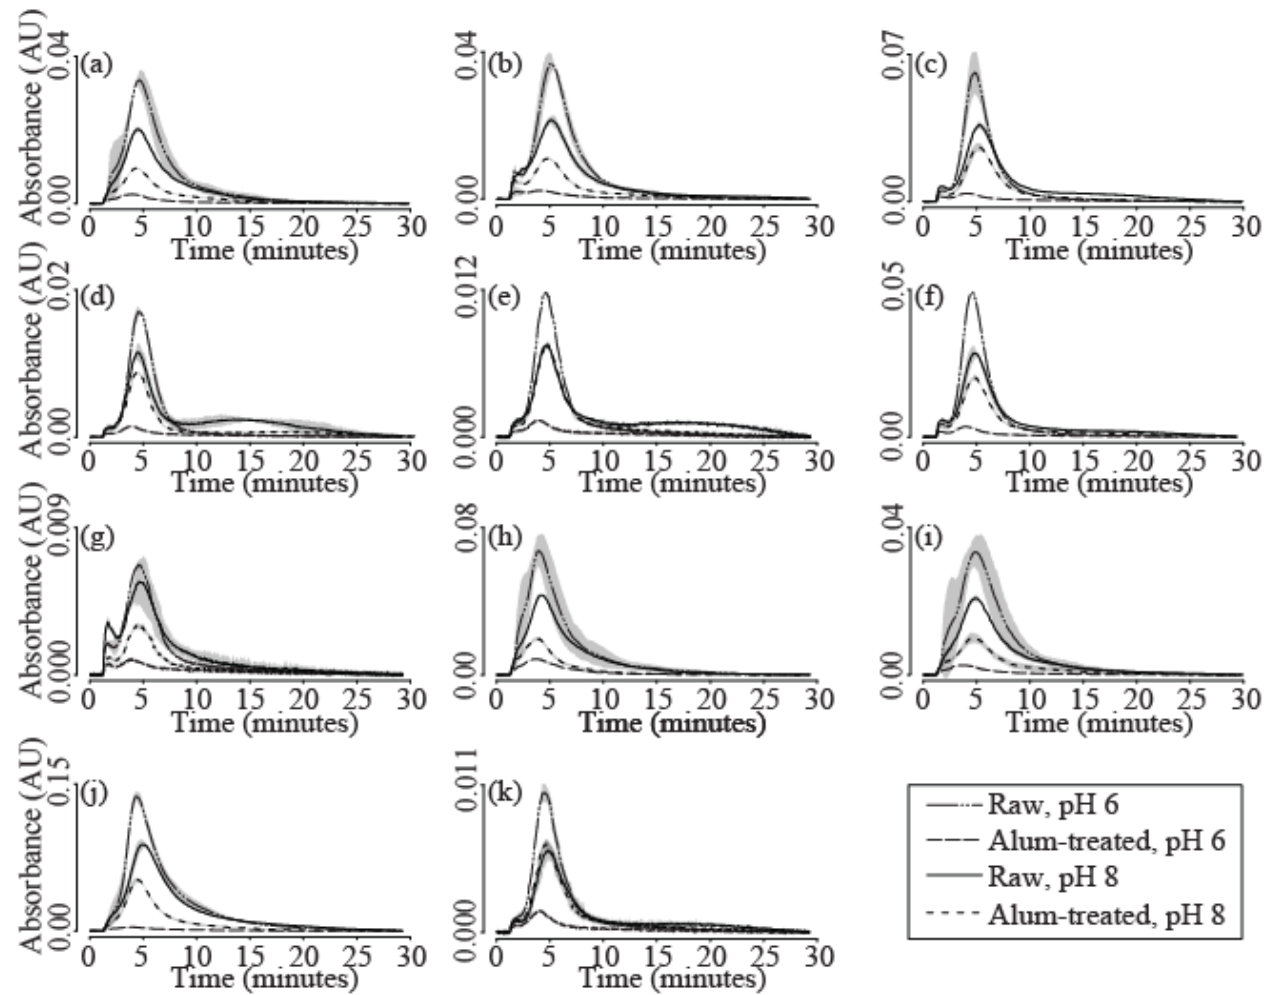 Absorbance (AU)
0.04
0.00
(a)
0 5 10 15 20 25 30
Time (minutes)
0.04
0.00
(b)
0 5 10 15 20 25 30
Time (minutes)
0.07
0.00
(c)
0 5 10 15 20 25 30
Time (minutes)
Absorbance (AU)
0.02
0.00
(d)
0 5 10 15 20 25 30
Time (minutes)
0.012
0.000
(e)
0 5 10 15 20 25 30
Time (minutes)
0.05
0.00
(f)
0 5 10 15 20 25 30
Time (minutes)
Absorbance (AU)
0.009
0.000
(g)
0 5 10 15 20 25 30
Time (minutes)
0.08
0.00
(h)
0 5 10 15 20 25 30
Time (minutes)
0.04
0.00
(i)
0 5 10 15 20 25 30
Time (minutes)
Absorbance (AU)
0.15
0.00
(j)
0 5 10 15 20 25 30
Time (minutes)
0.011
0.000
(k)
0 5 10 15 20 25 30
Time (minutes)
Raw, pH 6
Alum-treated, pH 6
Raw, pH 8
Alum-treated, pH 8